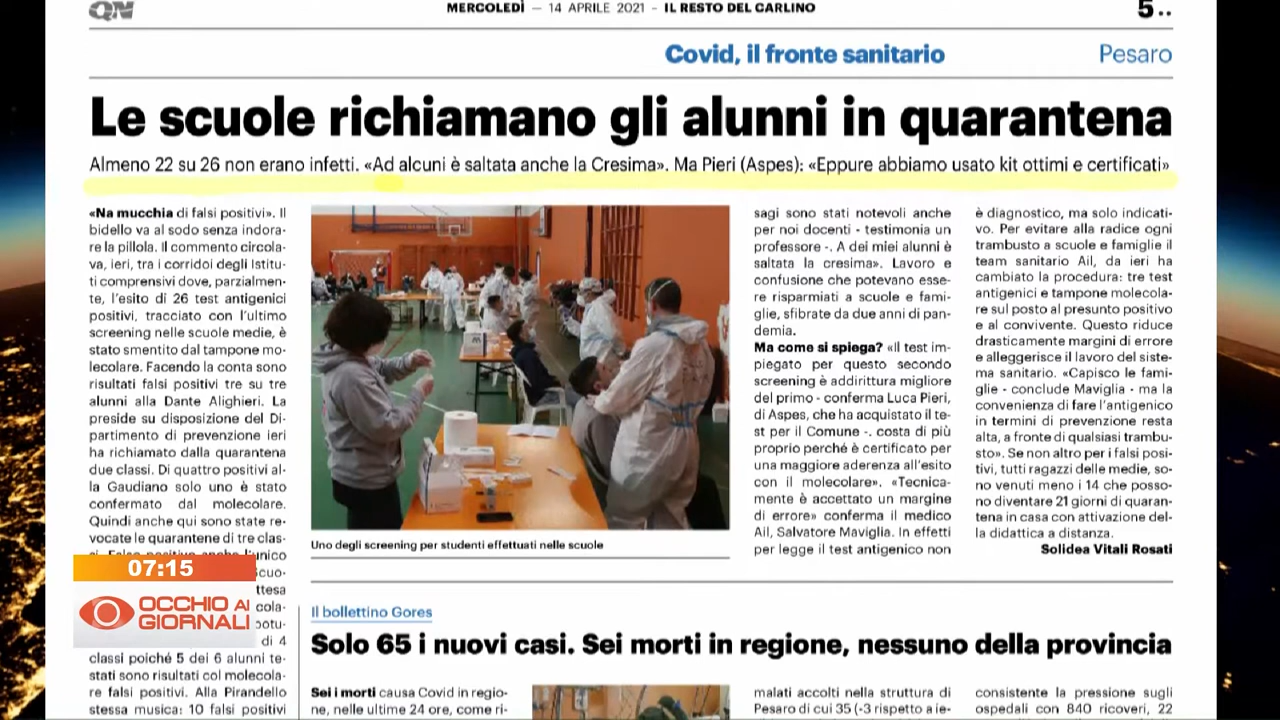 QN
MERCOLEDÌ — 14 APRILE 2021 – IL RESTO DEL CARLINO
5..
Covid, il fronte sanitario
Pesaro
Le scuole richiamano gli alunni in quarantena
Almeno 22 su 26 non erano infetti. «Ad alcuni è saltata anche la Cresima». Ma Pieri (Aspes): «Eppure abbiamo usato kit ottimi e certificati»
«Na mucchia di falsi positivi». Il
bidello va al sodo senza indora-
re la pillola. Il commento circola-
va, ieri, tra i corridoi degli Istitu-
ti comprensivi dove, parzialmen-
te, l'esito di 26 test antigenici
positivi, tracciato con l'ultimo
screening nelle scuole medie, è
stato smentito dal tampone mo-
lecolare. Facendo la conta sono
risultati falsi positivi tre su tre
alunni alla Dante Alighieri. La
preside su disposizione del Di-
partimento di prevenzione ieri
ha richiamato dalla quarantena
due classi. Di quattro positivi al-
la Gaudiano solo uno è stato
confermato dal molecolare.
Quindi anche qui sono state re-
vocate le quarantene di tre clas-
si. Falso positivo anche l'unico
cuo-
ttesa
cola-
potu-
di 4
classi poiché 5 dei 6 alunni te-
stati sono risultati col molecola-
re falsi positivi. Alla Pirandello
stessa musica: 10 falsi positivi
07:15
OCCHIO AI
GIORNALI
Uno degli screening per studenti effettuati nelle scuole
sagi sono stati notevoli anche
per noi docenti - testimonia un
professore -. A dei miei alunni è
saltata la cresima». Lavoro e
confusione che potevano esse-
re risparmiati a scuole e fami-
glie, sfibrate da due anni di pan-
demia.
Ma come si spiega? «Il test im-
piegato per questo secondo
screening è addirittura migliore
del primo - conferma Luca Pieri,
di Aspes, che ha acquistato il te-
st per il Comune -. costa di più
proprio perché è certificato per
una maggiore aderenza all'esito
con il molecolare». «Tecnica-
mente è accettato un margine
di errore» conferma il medico
Ail, Salvatore Maviglia. In effetti
per legge il test antigenico non
è diagnostico, ma solo indicati-
vo. Per evitare alla radice ogni
trambusto a scuole e famiglie il
team sanitario Ail, da ieri ha
cambiato la procedura: tre test
antigenici e tampone molecola-
re sul posto al presunto positivo
e al convivente. Questo riduce
drasticamente margini di errore
e alleggerisce il lavoro del siste-
ma sanitario. «Capisco le fami-
glie - conclude Maviglia - ma la
convenienza di fare l'antigenico
in termini di prevenzione resta
alta, a fronte di qualsiasi trambu-
sto». Se non altro per i falsi posi-
tivi, tutti ragazzi delle medie, so-
no venuti meno i 14 che posso-
no diventare 21 giorni di quaran-
tena in casa con attivazione del-
la didattica a distanza.
Solidea Vitali Rosati
Il bollettino Gores
Solo 65 i nuovi casi. Sei morti in regione, nessuno della provincia
Sei i morti causa Covid in regio-
ne, nelle ultime 24 ore, come ri-
malati accolti nella struttura di
Pesaro di cui 35 (-3 rispetto a ie-
consistente la pressione sugli
ospedali con 840 ricoveri, 22